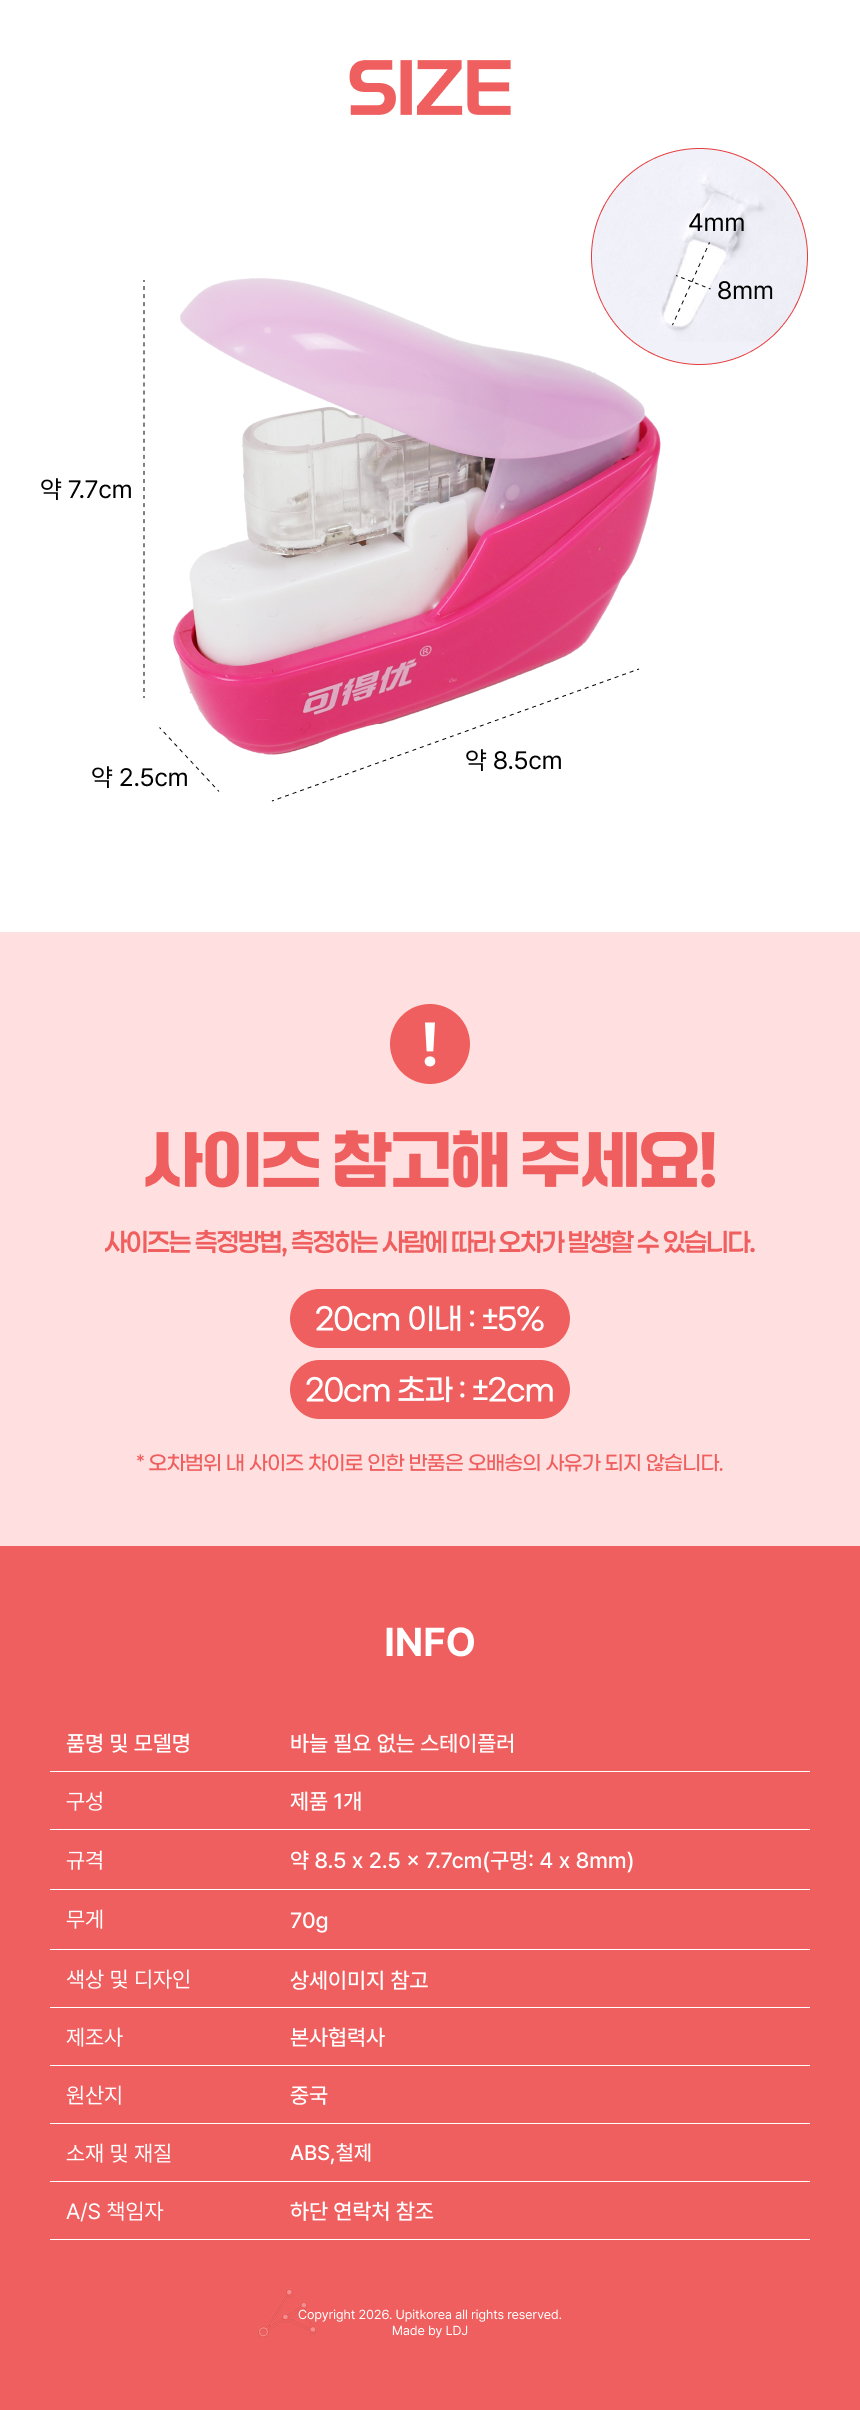 SIZE
4mm
8mm
약 7.7cm
可得优®
약 2.5cm
약 8.5cm
!
사이즈 참고해 주세요!
사이즈는 측정방법, 측정하는 사람에 따라 오차가 발생할 수 있습니다.
20cm 이내 : ±5%
20cm 초과 : ±2cm
* 오차범위 내 사이즈 차이로 인한 반품은 오배송의 사유가 되지 않습니다.
INFO
품명 및 모델명 바늘 필요 없는 스테이플러
구성 제품 1개
규격 약 8.5 x 2.5 × 7.7cm(구멍: 4 x 8mm)
무게 70g
색상 및 디자인 상세이미지 참고
제조사 본사협력사
원산지 중국
소재 및 재질 ABS,철제
A/S 책임자 하단 연락처 참조
Copyright 2026. Upitkorea all rights reserved.
Made by LDJ